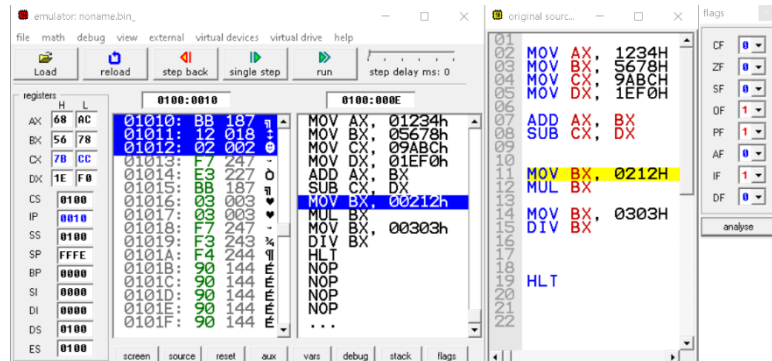 emulator: noname.bin_
file math debug view external virtual devices virtual drive help
Load reload step back single step run step delay ms: 0
registers
H L
AX 68 AC
BX 56 78
CX 7B CC
DX 1E F0
CS 0100
IP 0010
SS 0100
SP FFFE
BP 0000
SI 0000
DI 0000
DS 0100
ES 0100
0100:0010
01010: BB 187 ╗
01011: 12 018 ↕
01012: 02 002 ☻
01013: F7 247
01014: E3 227
01015: BB 187 ╗
01016: 03 003 ♥
01017: 03 003 ♥
01018: F7 247
01019: F3 243 ¾
0101A: F4 244 ¶
0101B: 90 144 É
0101C: 90 144 É
0101D: 90 144 É
0101E: 90 144 É
0101F: 90 144 É
0100:000E
MOV AX, 01234h
MOV BX, 05678h
MOV CX, 09ABCh
MOV DX, 01EF0h
ADD AX, BX
SUB CX, DX
MOV BX, 00212h
MUL BX
MOV BX, 00303h
DIV BX
HLT
NOP
NOP
NOP
NOP
...
screen source reset aux vars debug stack flags
original sourc...
01
02 MOV AX, 1234H
03 MOV BX, 5678H
04 MOV CX, 9ABCH
05 MOV DX, 1EF0H
06
07 ADD AX, BX
08 SUB CX, DX
09
10
11 MOV BX, 0212H
12 MUL BX
13
14 MOV BX, 0303H
15 DIV BX
16
17
18
19 HLT
20
21
22
flags
CF 0
ZF 0
SF 0
OF 1
PF 1
AF 0
IF 1
DF 0
analyse